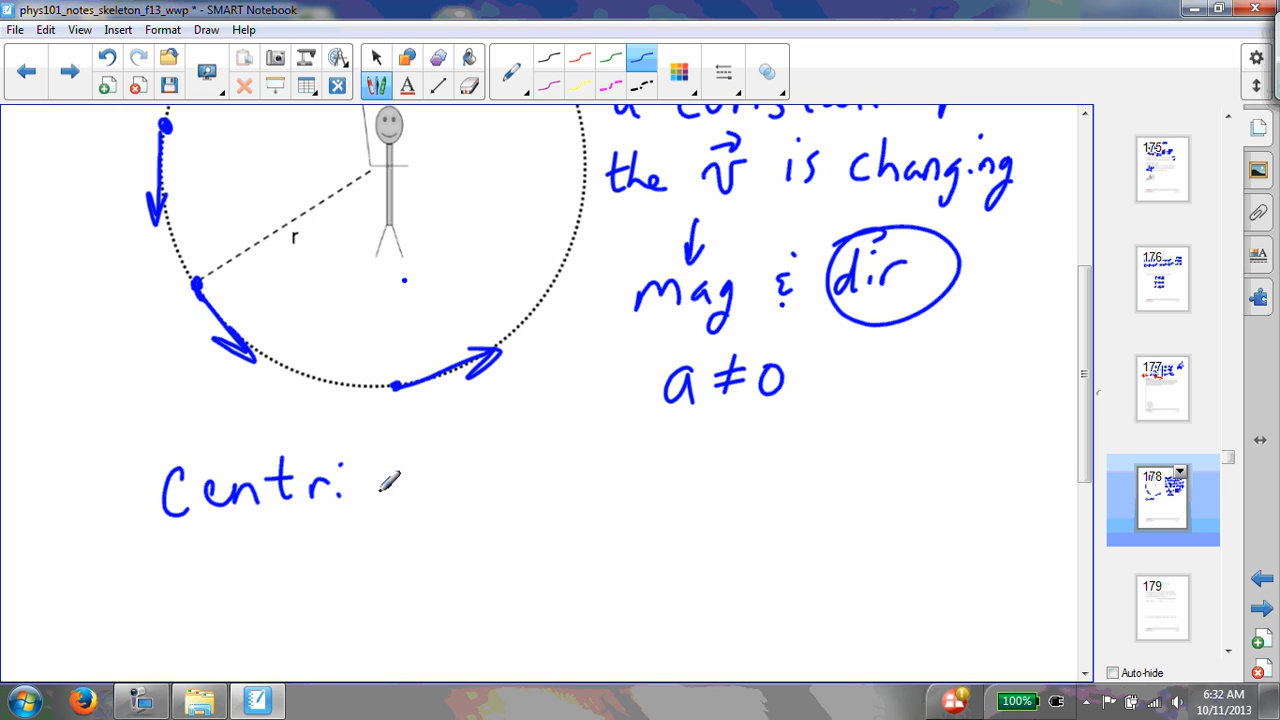 phys101_notes_skeleton_f13_wwp * - SMART Notebook
File Edit View Insert Format Draw Help
the v⃗ is changing
mag & dir
a ≠ 0
r
Centri
175
176
177
178
179
Auto-hide
100%
6:32 AM
10/11/2013